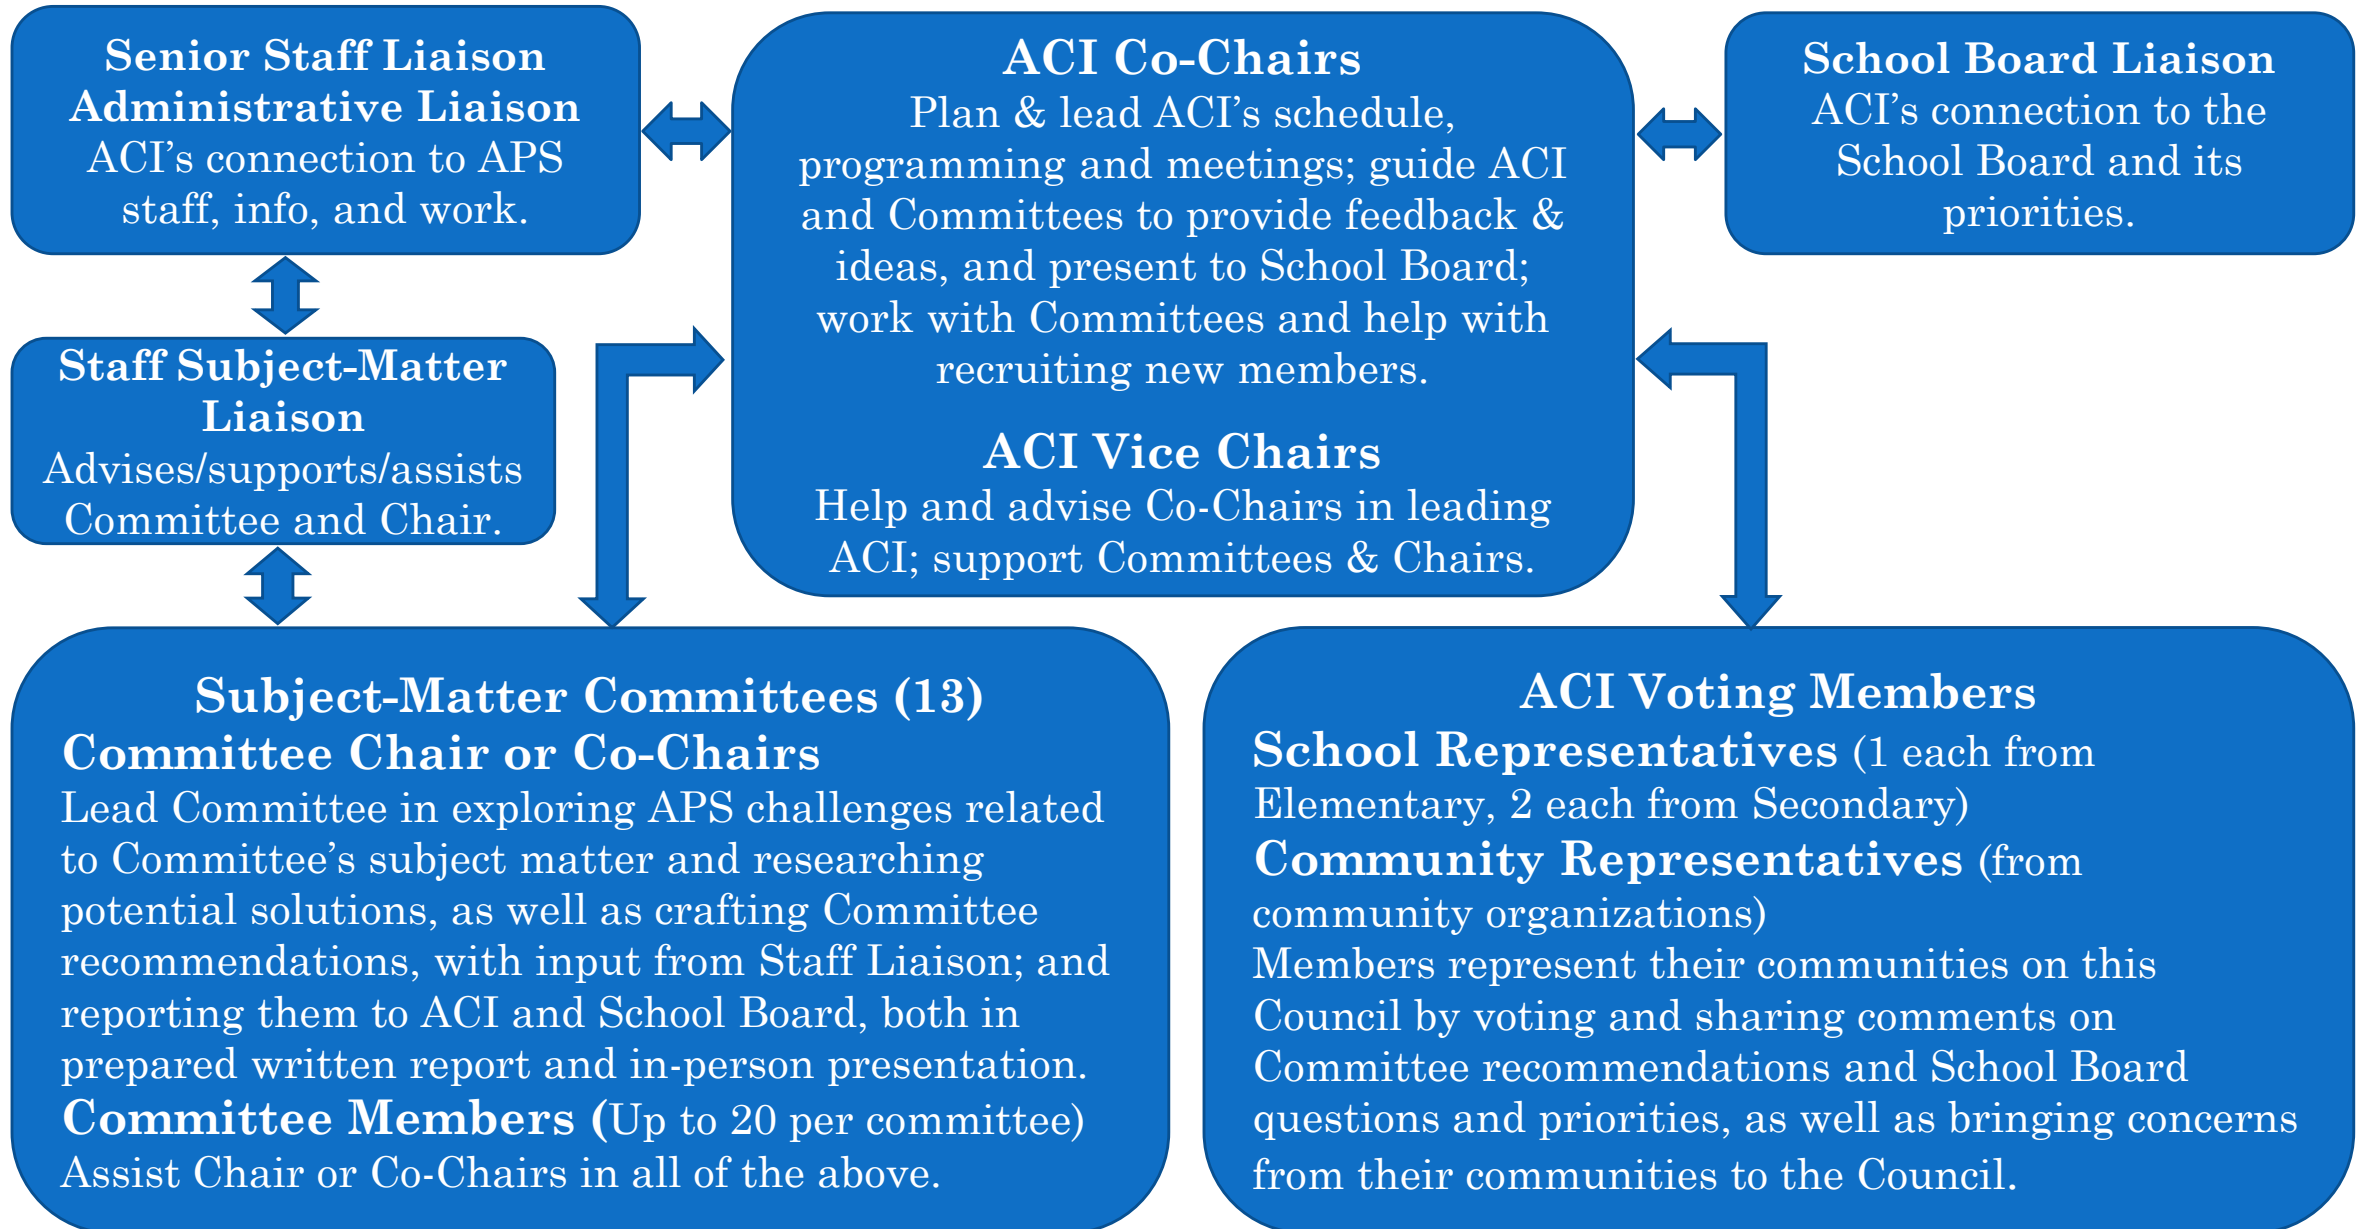 Senior Staff Liaison
Administrative Liaison
ACI's connection to APS
staff, info, and work.
ACI Co-Chairs
Plan & lead ACI's schedule,
programming and meetings; guide ACI
and Committees to provide feedback &
ideas, and present to School Board;
work with Committees and help with
recruiting new members.
ACI Vice Chairs
Help and advise Co-Chairs in leading
ACI; support Committees & Chairs.
School Board Liaison
ACI's connection to the
School Board and its
priorities.
Staff Subject-Matter
Liaison
Advises/supports/assists
Committee and Chair.
Subject-Matter Committees (13)
Committee Chair or Co-Chairs
Lead Committee in exploring APS challenges related
to Committee's subject matter and researching
potential solutions, as well as crafting Committee
recommendations, with input from Staff Liaison; and
reporting them to ACI and School Board, both in
prepared written report and in-person presentation.
Committee Members (Up to 20 per committee)
Assist Chair or Co-Chairs in all of the above.
ACI Voting Members
School Representatives (1 each from
Elementary, 2 each from Secondary)
Community Representatives (from
community organizations)
Members represent their communities on this
Council by voting and sharing comments on
Committee recommendations and School Board
questions and priorities, as well as bringing concerns
from their communities to the Council.